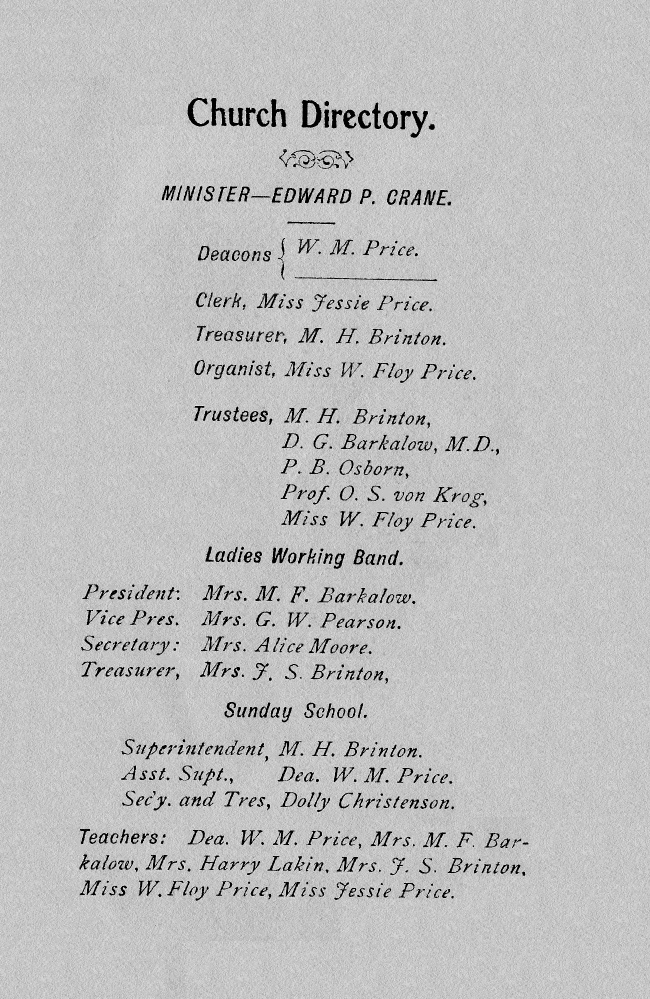 Church Directory.
MINISTER—EDWARD P. CRANE.
Deacons { W. M. Price.
Clerk, Miss Jessie Price.
Treasurer, M. H. Brinton.
Organist, Miss W. Floy Price.
Trustees, M. H. Brinton,
D. G. Barkalow, M.D.,
P. B. Osborn,
Prof. O. S. von Krog,
Miss W. Floy Price.
Ladies Working Band.
President: Mrs. M. F. Barkalow.
Vice Pres. Mrs. G. W. Pearson.
Secretary: Mrs. Alice Moore.
Treasurer, Mrs. J. S. Brinton,
Sunday School.
Superintendent, M. H. Brinton.
Asst. Supt., Dea. W. M. Price.
Sec'y. and Tres, Dolly Christenson.
Teachers: Dea. W. M. Price, Mrs. M. F. Bar-
kalow, Mrs. Harry Lakin, Mrs. J. S. Brinton,
Miss W. Floy Price, Miss Jessie Price.